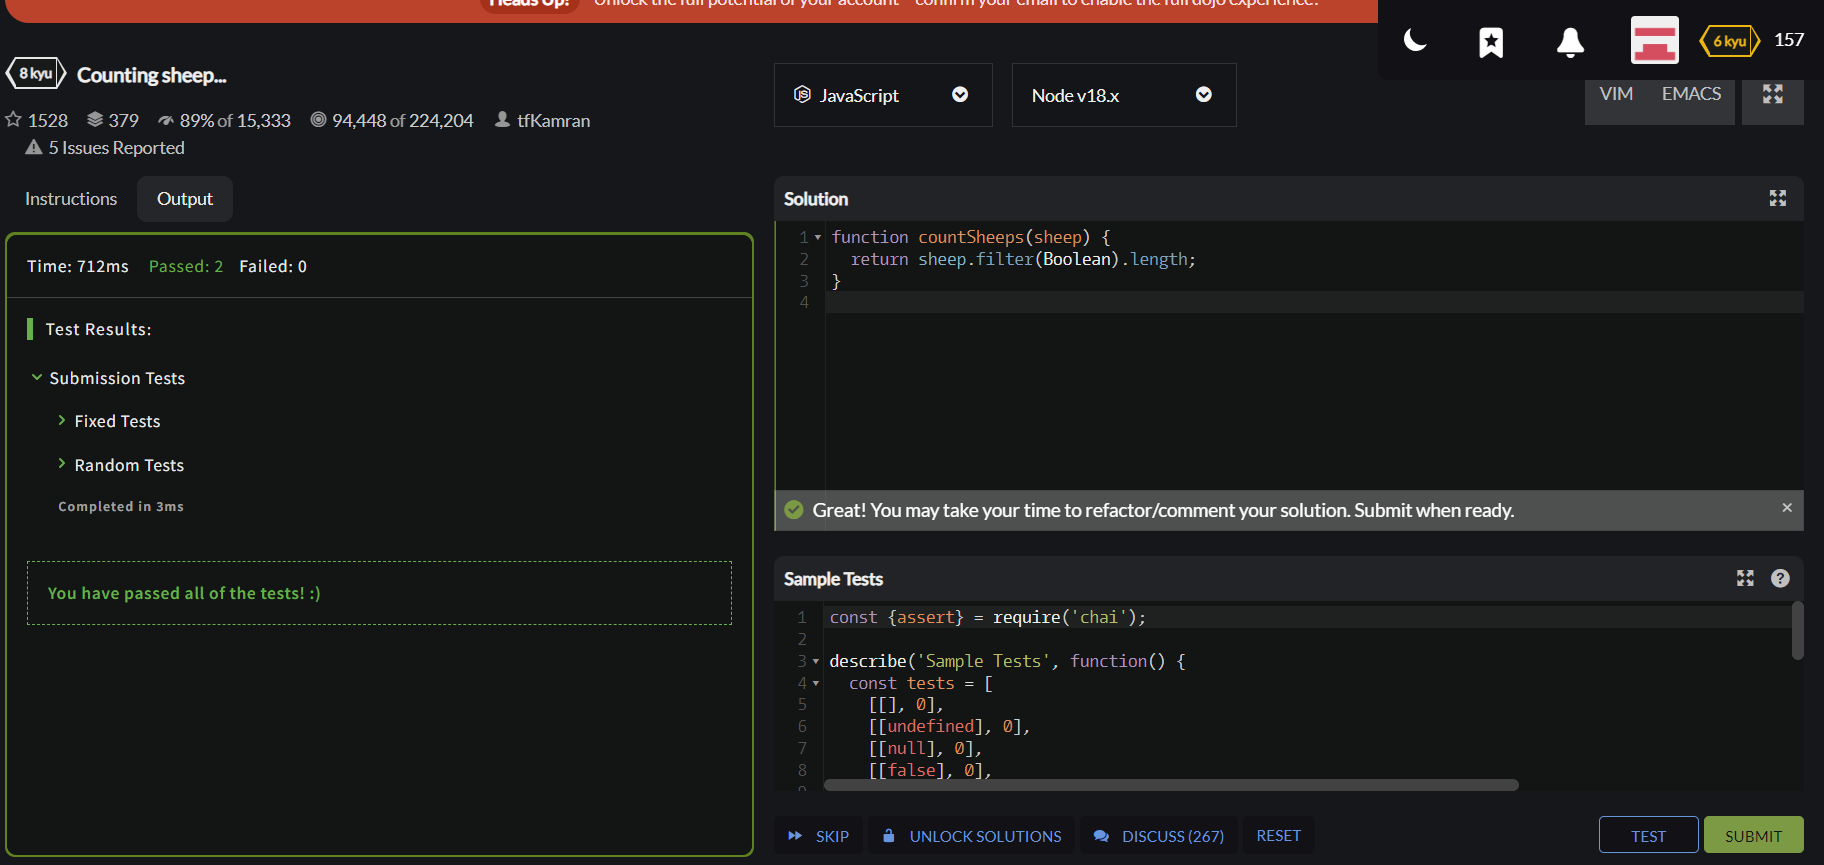 Heads Up! Unlock the full potential of your account - confirm your email to enable the full dojo experience!
6 kyu 157
8 kyu Counting sheep...
JavaScript
Node v18.x
VIM EMACS
1528 379 89% of 15,333 94,448 of 224,204 tfKamran
5 Issues Reported
Instructions Output
Time: 712ms Passed: 2 Failed: 0
Test Results:
Submission Tests
Fixed Tests
Random Tests
Completed in 3ms
You have passed all of the tests! :)
Solution
1 function countSheeps(sheep) {
2 return sheep.filter(Boolean).length;
3 }
4
Great! You may take your time to refactor/comment your solution. Submit when ready.
Sample Tests
1 const {assert} = require('chai');
2
3 describe('Sample Tests', function() {
4 const tests = [
5 [[], 0],
6 [[undefined], 0],
7 [[null], 0],
8 [[false], 0],
SKIP UNLOCK SOLUTIONS DISCUSS (267) RESET TEST SUBMIT